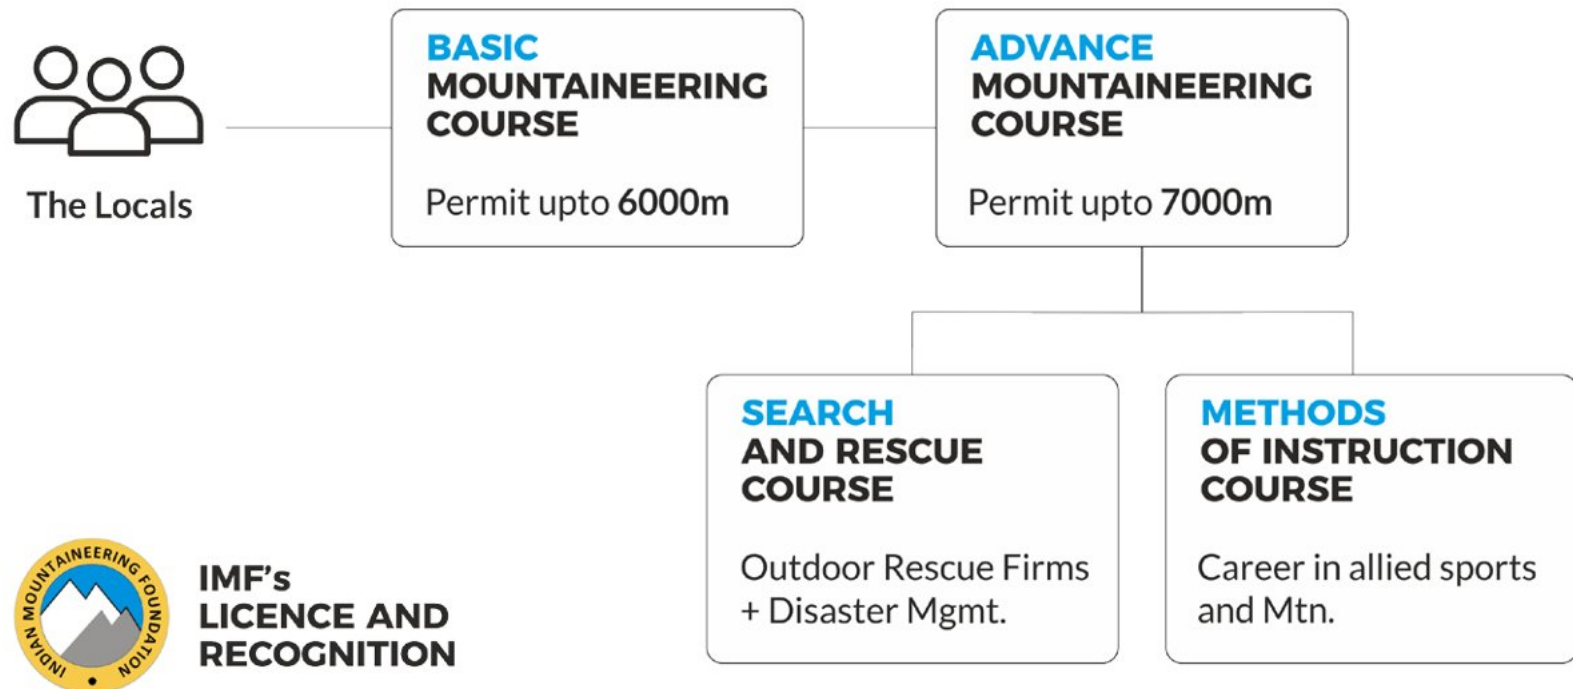 The Locals
BASIC
MOUNTAINEERING
COURSE
Permit upto 6000m
ADVANCE
MOUNTAINEERING
COURSE
Permit upto 7000m
SEARCH
AND RESCUE
COURSE
Outdoor Rescue Firms
+ Disaster Mgmt.
METHODS
OF INSTRUCTION
COURSE
Career in allied sports
and Mtn.
INDIAN MOUNTAINEERING FOUNDATION
IMF's
LICENCE AND
RECOGNITION